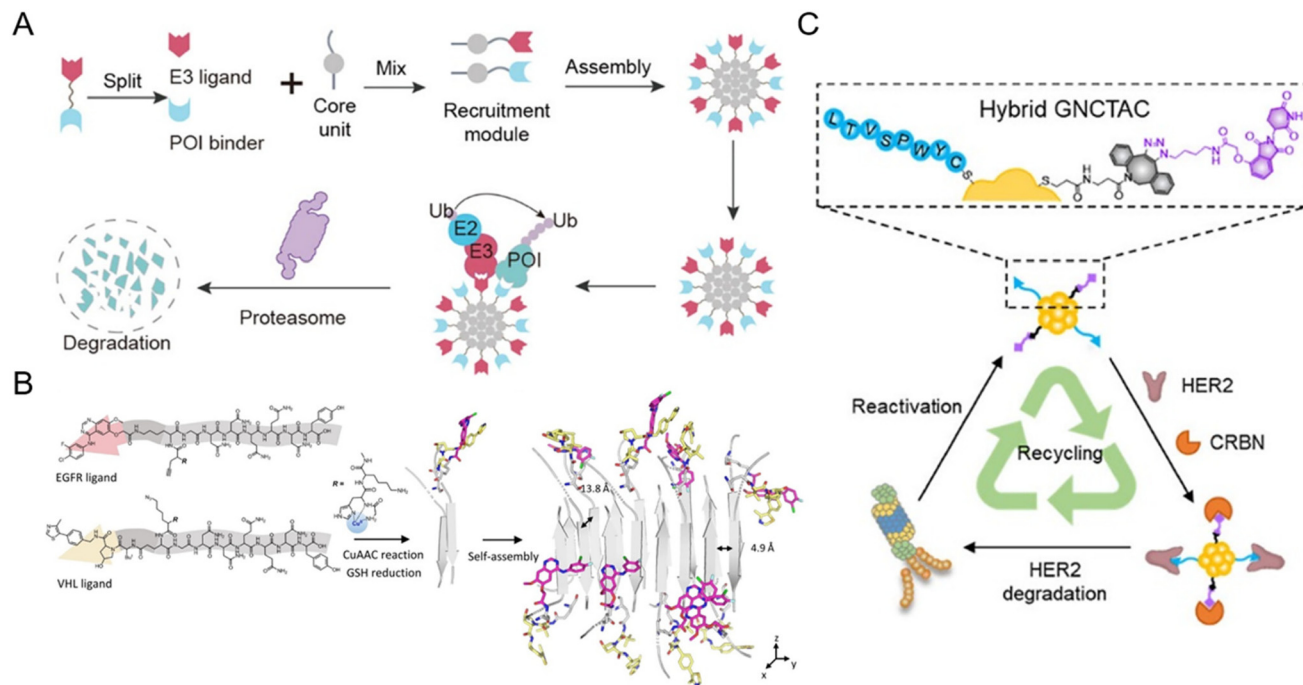 A
Split
E3 ligand
POI binder
+
Core
unit
Mix
Recruitment
module
Assembly
Ub
E2
E3
POI
Ub
Proteasome
Degradation
B
EGFR ligand
VHL ligand
R =
Cu²⁺
CuAAC reaction
GSH reduction
Self-assembly
13.8 Å
4.9 Å
z
y
x
C
Hybrid GNCTAC
L T V S P W Y C
HER2
CRBN
Reactivation
Recycling
HER2
degradation